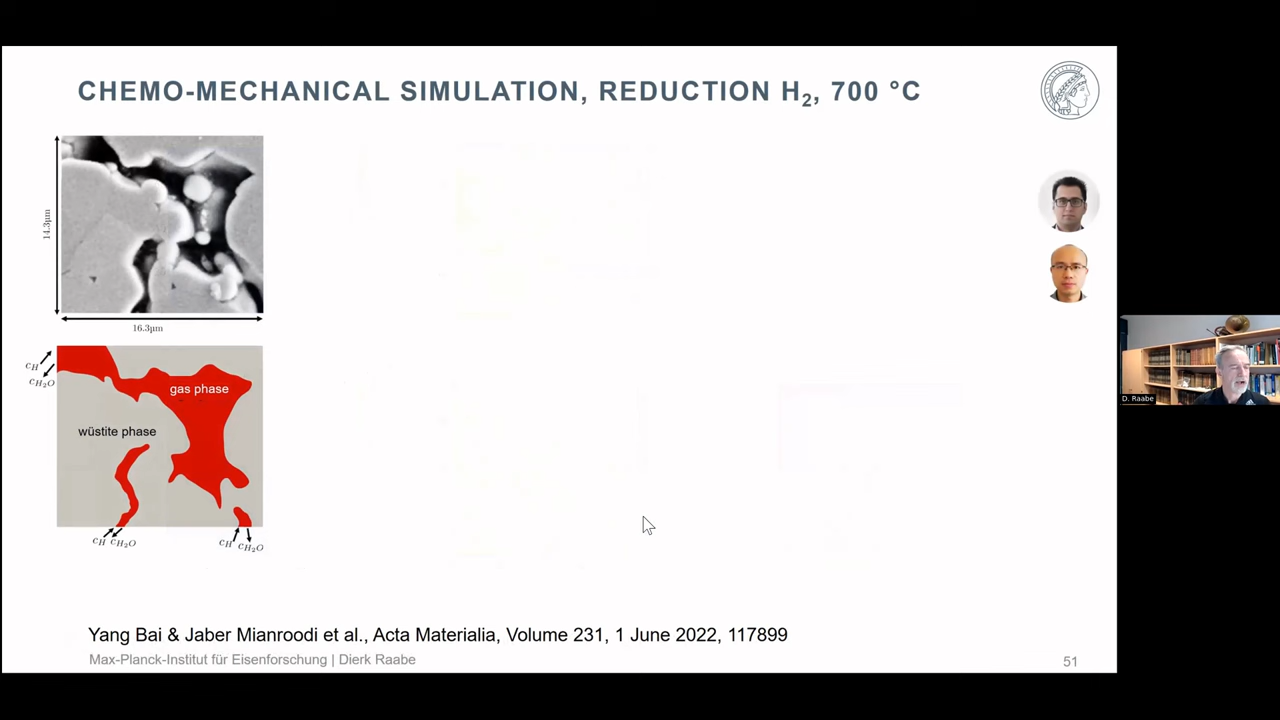 CHEMO-MECHANICAL SIMULATION, REDUCTION H₂, 700 °C
14.3μm
16.3μm
gas phase
wüstite phase
cH
cH₂O
cH cH₂O
cH cH₂O
D. Raabe
Yang Bai & Jaber Mianroodi et al., Acta Materialia, Volume 231, 1 June 2022, 117899
Max-Planck-Institut für Eisenforschung | Dierk Raabe
51